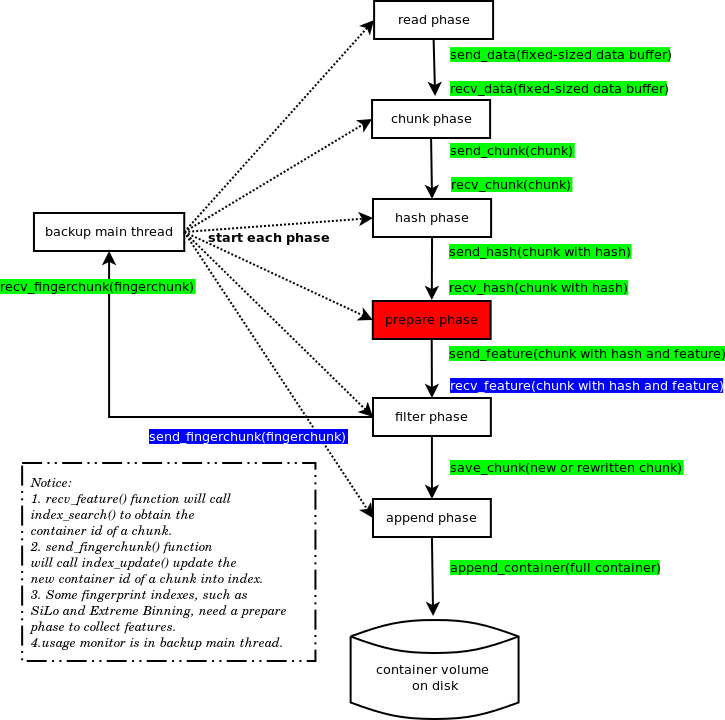 read phase
send_data(fixed-sized data buffer)
recv_data(fixed-sized data buffer)
chunk phase
send_chunk(chunk)
recv_chunk(chunk)
backup main thread
hash phase
start each phase
send_hash(chunk with hash)
recv_fingerchunk(fingerchunk)
recv_hash(chunk with hash)
prepare phase
send_feature(chunk with hash and feature)
recv_feature(chunk with hash and feature)
filter phase
send_fingerchunk(fingerchunk)
save_chunk(new or rewritten chunk)
append phase
append_container(full container)
container volume
on disk
Notice:
1. recv_feature() function will call
index_search() to obtain the
container id of a chunk.
2. send_fingerchunk() function
will call index_update() update the
new container id of a chunk into index.
3. Some fingerprint indexes, such as
SiLo and Extreme Binning, need a prepare
phase to collect features.
4.usage monitor is in backup main thread.